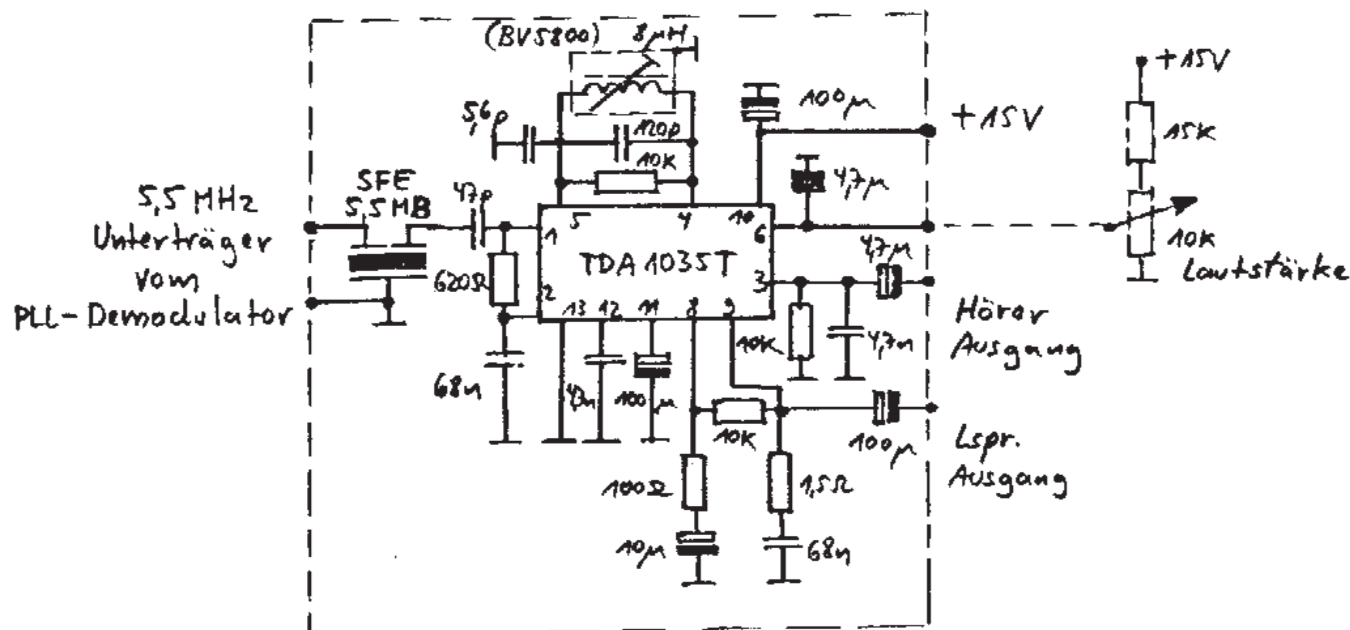 (BV5800) 8µH
5,6p
120p
10K
100µ
+15V
+15V
15K
10K
Lautstärke
5,5 MHz
Unterträger
vom
PLL-Demodulator
SFE
5,5MB
47p
620Ω
68n
5 4 10
1 6
TDA 1035T
2 3
13 12 11 8 9
4,7µ
4,7µ
10K
4,7n
Hörer
Ausgang
100µ
10K
100µ
Lspr.
Ausgang
100Ω
1,5Ω
10µ
68n